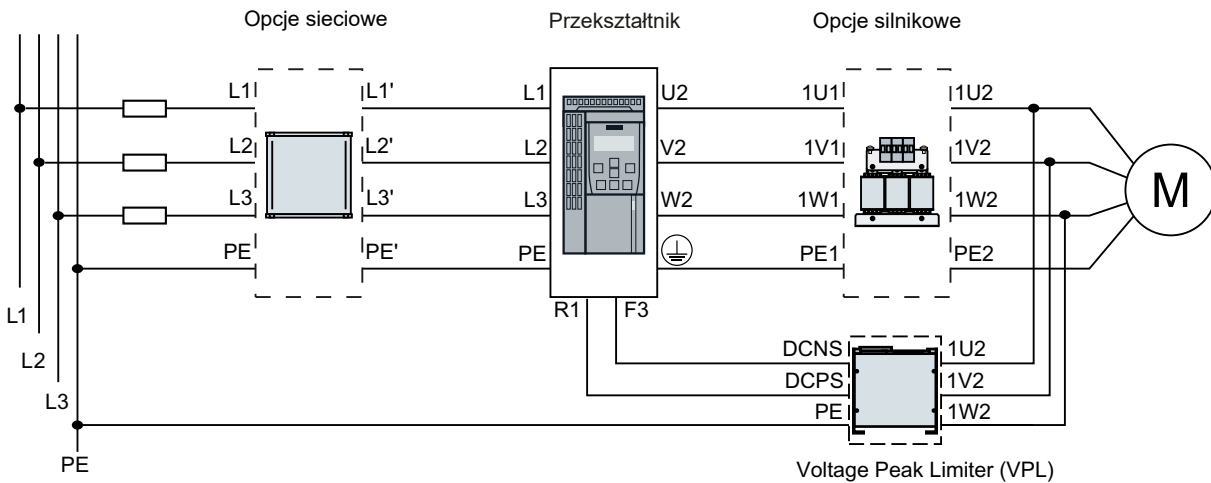 Opcje sieciowe Przekształtnik Opcje silnikowe
L1 L1' L1 U2 1U1 1U2
L2 L2' L2 V2 1V1 1V2
L3 L3' L3 W2 1W1 1W2
M
PE PE' PE PE1 PE2
R1 F3
L1
L2
L3
PE
DCNS 1U2
DCPS 1V2
PE 1W2
Voltage Peak Limiter (VPL)